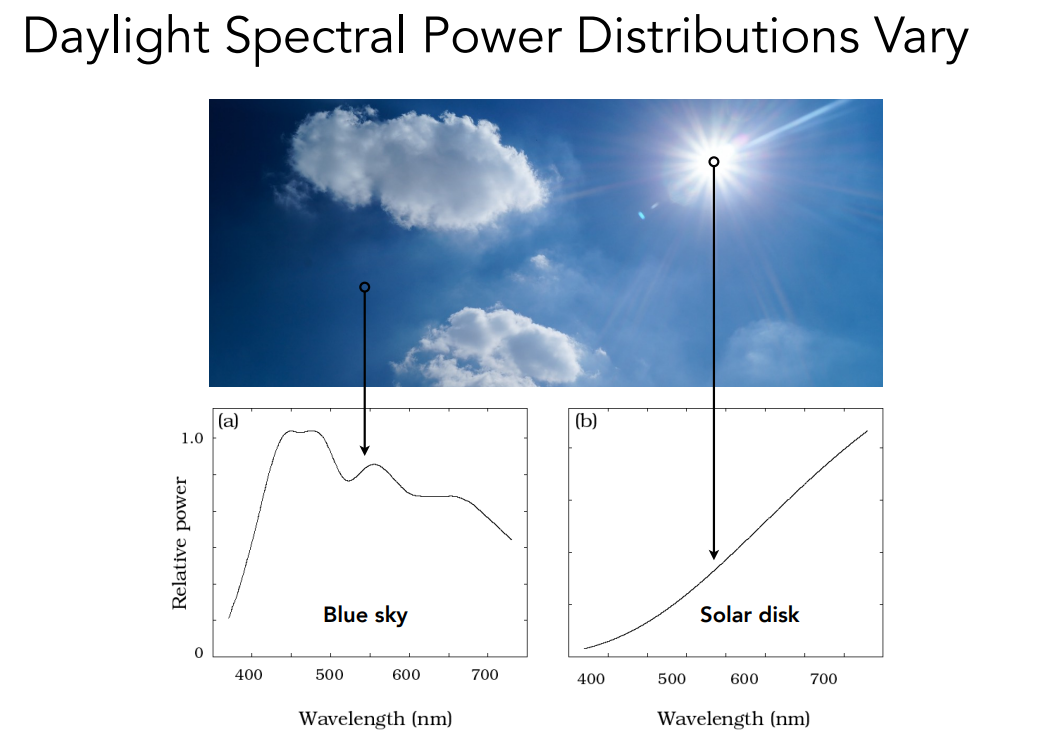 Daylight Spectral Power Distributions Vary
(a)
1.0
Relative power
0
Blue sky
400 500 600 700
Wavelength (nm)
(b)
Solar disk
400 500 600 700
Wavelength (nm)